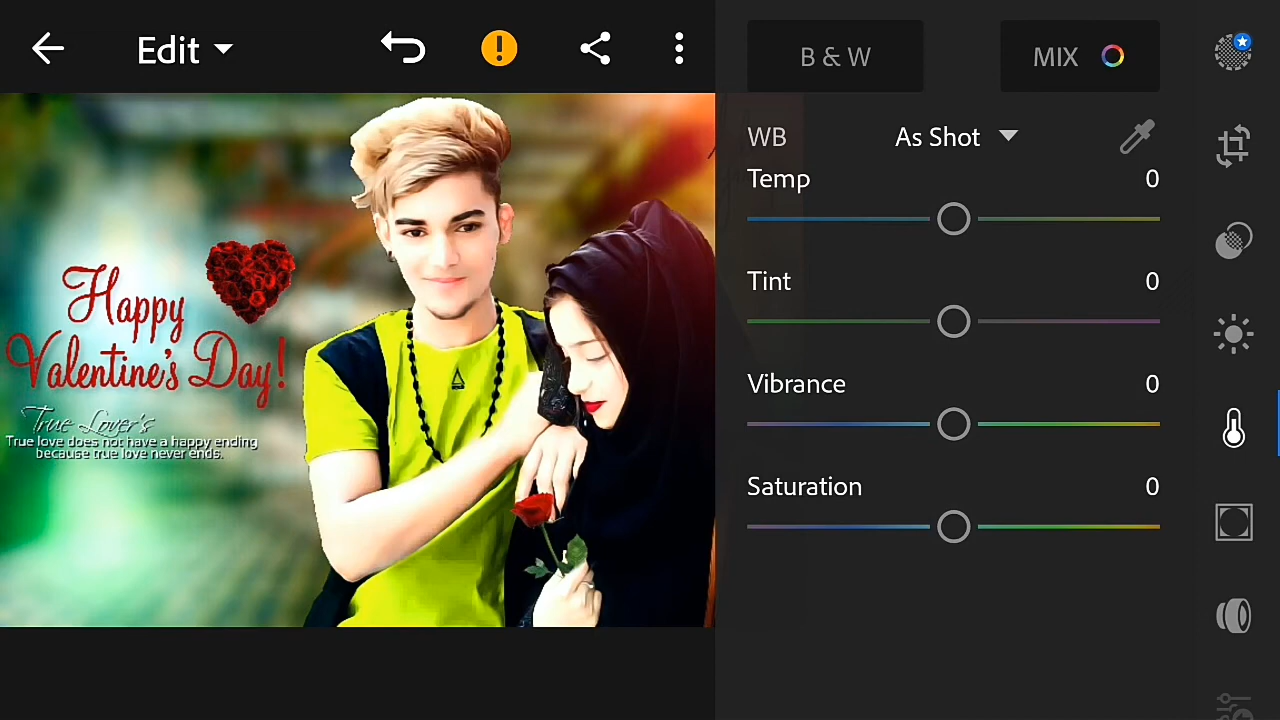 Edit
B & W
MIX
WB
As Shot
Temp
0
Tint
0
Vibrance
0
Saturation
0
Happy
Valentine's Day!
True Lover's
True love does not have a happy ending
because true love never ends.